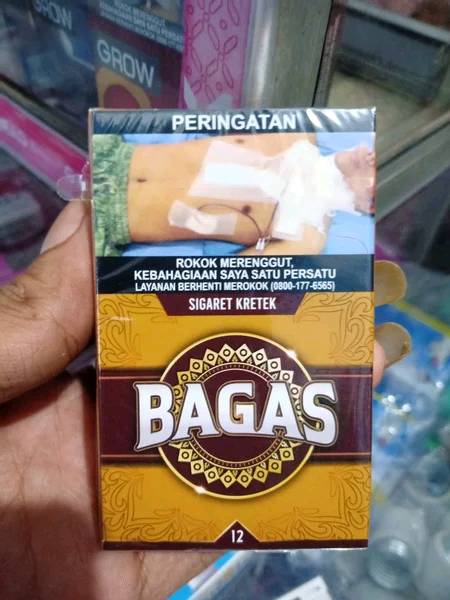 GROW
PERINGATAN
ROKOK MERENGGUT,
KEBAHAGIAAN SAYA SATU PERSATU
LAYANAN BERHENTI MEROKOK (0800-177-6565)
SIGARET KRETEK
BAGAS
12